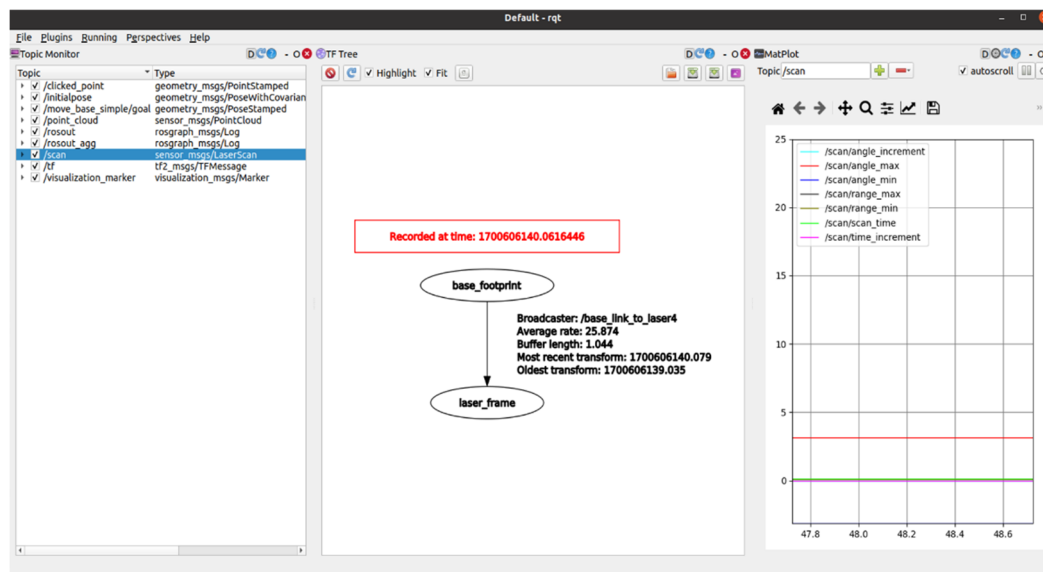 Default - rqt
File Plugins Running Perspectives Help
Topic Monitor
D - O
Topic Type
/clicked_point geometry_msgs/PointStamped
/initialpose geometry_msgs/PoseWithCovarian
/move_base_simple/goal geometry_msgs/PoseStamped
/point_cloud sensor_msgs/PointCloud
/rosout rosgraph_msgs/Log
/rosout_agg rosgraph_msgs/Log
/scan sensor_msgs/LaserScan
/tf tf2_msgs/TFMessage
/visualization_marker visualization_msgs/Marker
TF Tree
D - O
Highlight Fit
Recorded at time: 1700606140.0616446
base_footprint
Broadcaster: /base_link_to_laser4
Average rate: 25.874
Buffer length: 1.044
Most recent transform: 1700606140.079
Oldest transform: 1700606139.035
laser_frame
MatPlot
D - O
Topic /scan autoscroll
/scan/angle_increment
/scan/angle_max
/scan/angle_min
/scan/range_max
/scan/range_min
/scan/scan_time
/scan/time_increment
25
20
15
10
5
0
47.8 48.0 48.2 48.4 48.6